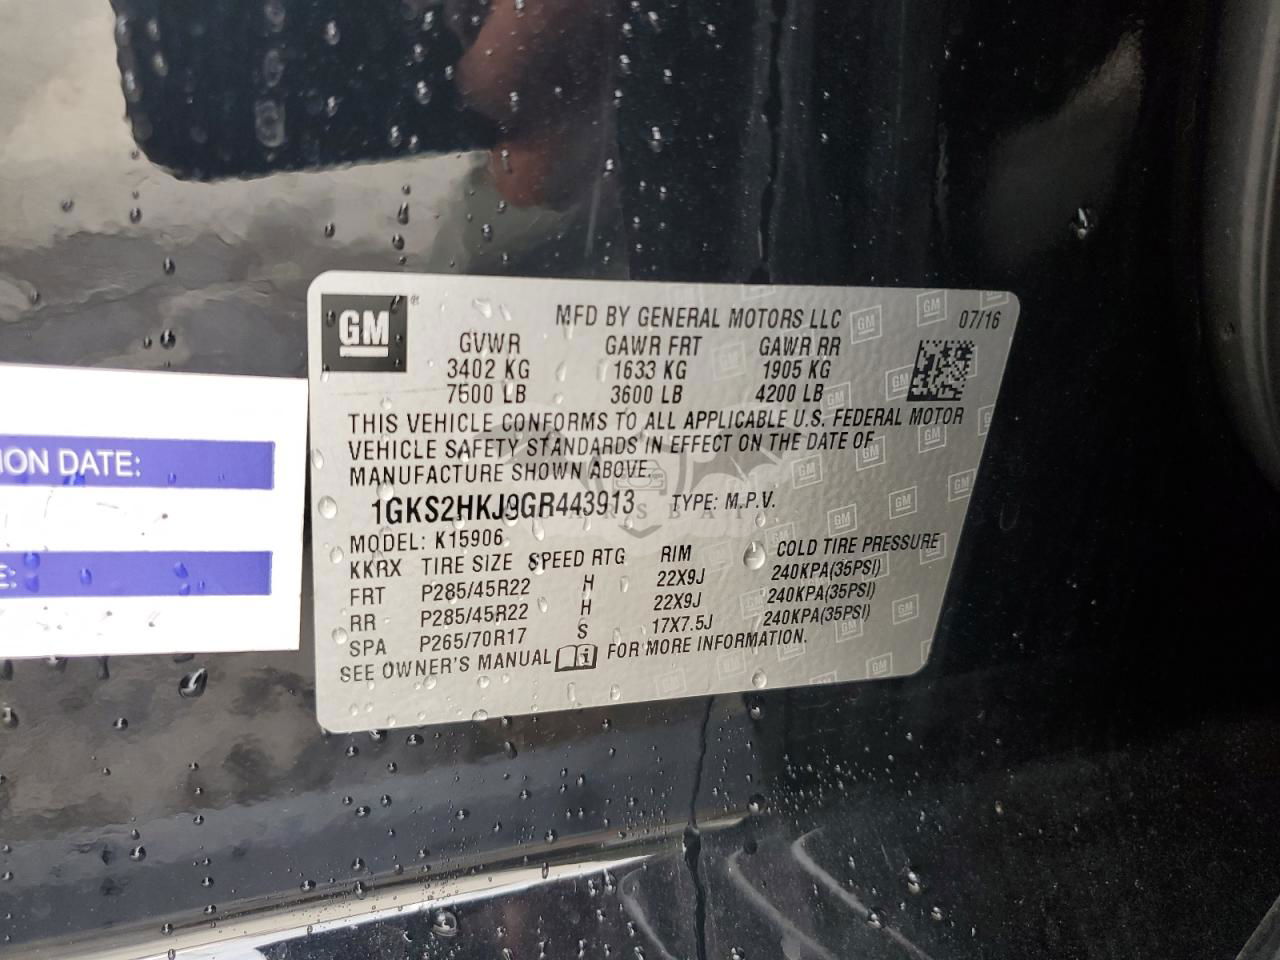 GM
MFD BY GENERAL MOTORS LLC 07/16
GVWR GAWR FRT GAWR RR
3402 KG 1633 KG 1905 KG
7500 LB 3600 LB 4200 LB
THIS VEHICLE CONFORMS TO ALL APPLICABLE U.S. FEDERAL MOTOR
VEHICLE SAFETY STANDARDS IN EFFECT ON THE DATE OF
MANUFACTURE SHOWN ABOVE.
1GKS2HKJ9GR443913 TYPE: M.P.V.
MODEL: K15906
KKRX TIRE SIZE SPEED RTG RIM COLD TIRE PRESSURE
FRT P285/45R22 H 22X9J 240KPA(35PSI)
RR P285/45R22 H 22X9J 240KPA(35PSI)
SPA P265/70R17 S 17X7.5J 240KPA(35PSI)
SEE OWNER'S MANUAL i FOR MORE INFORMATION.
ION DATE:
E: